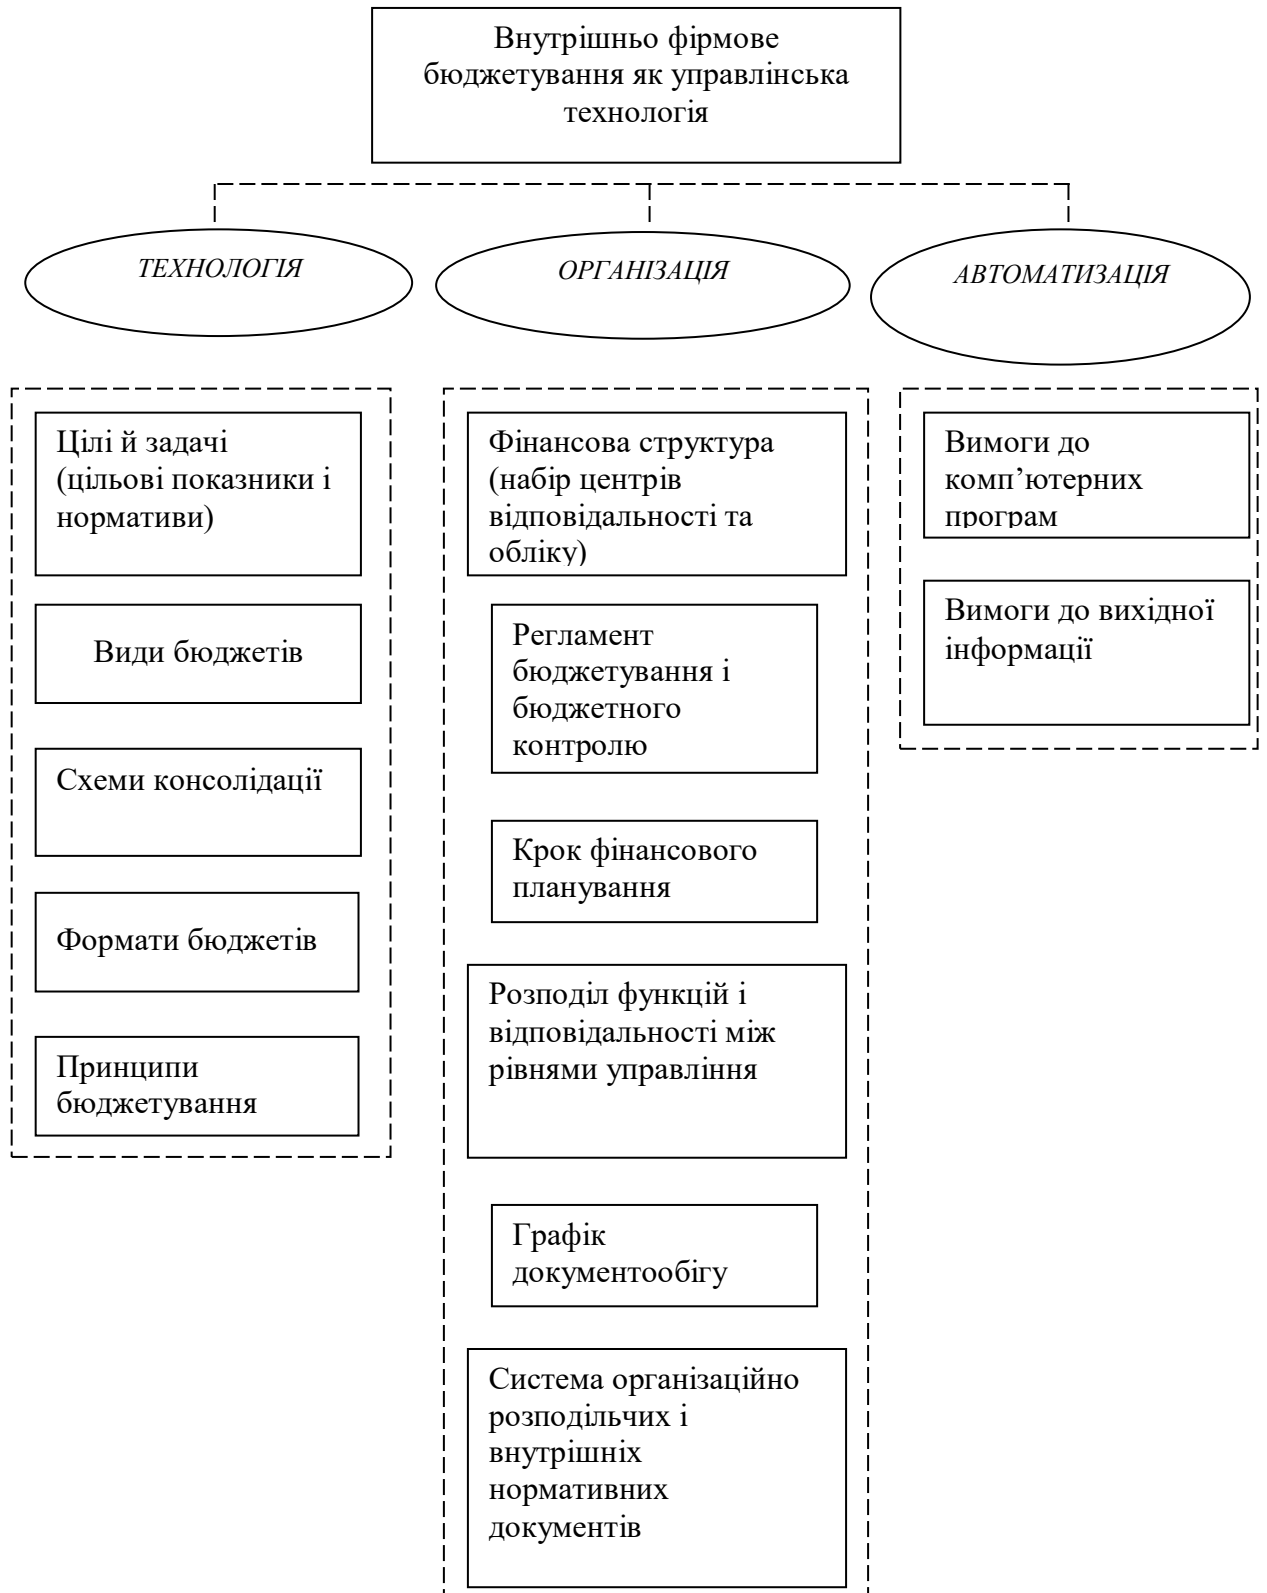 Внутрішньо фірмове
бюджетування як управлінська
технологія
ТЕХНОЛОГІЯ
ОРГАНІЗАЦІЯ
АВТОМАТИЗАЦІЯ
Цілі й задачі
(цільові показники і
нормативи)
Види бюджетів
Схеми консолідації
Формати бюджетів
Принципи
бюджетування
Фінансова структура
(набір центрів
відповідальності та
обліку)
Регламент
бюджетування і
бюджетного
контролю
Крок фінансового
планування
Розподіл функцій і
відповідальності між
рівнями управління
Графік
документообігу
Система організаційно
розподільчих і
внутрішніх
нормативних
документів
Вимоги до
комп’ютерних
програм
Вимоги до вихідної
інформації